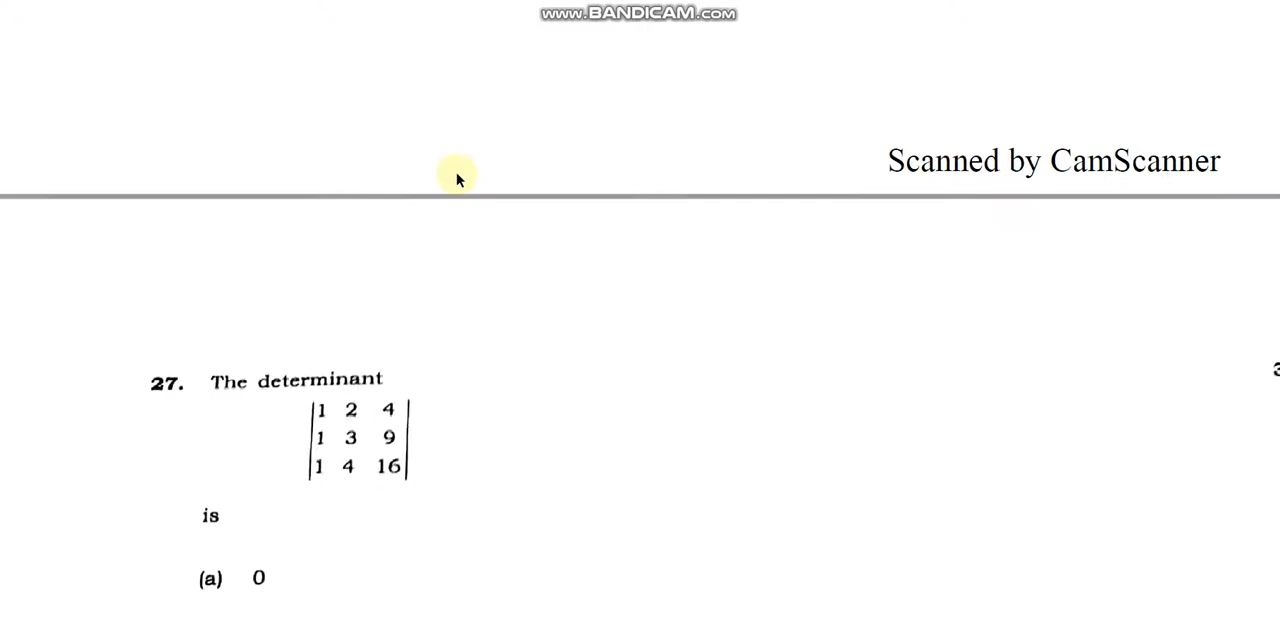 www.BANDICAM.com
Scanned by CamScanner
27. The determinant
1 2 4
1 3 9
1 4 16
is
(a) 0